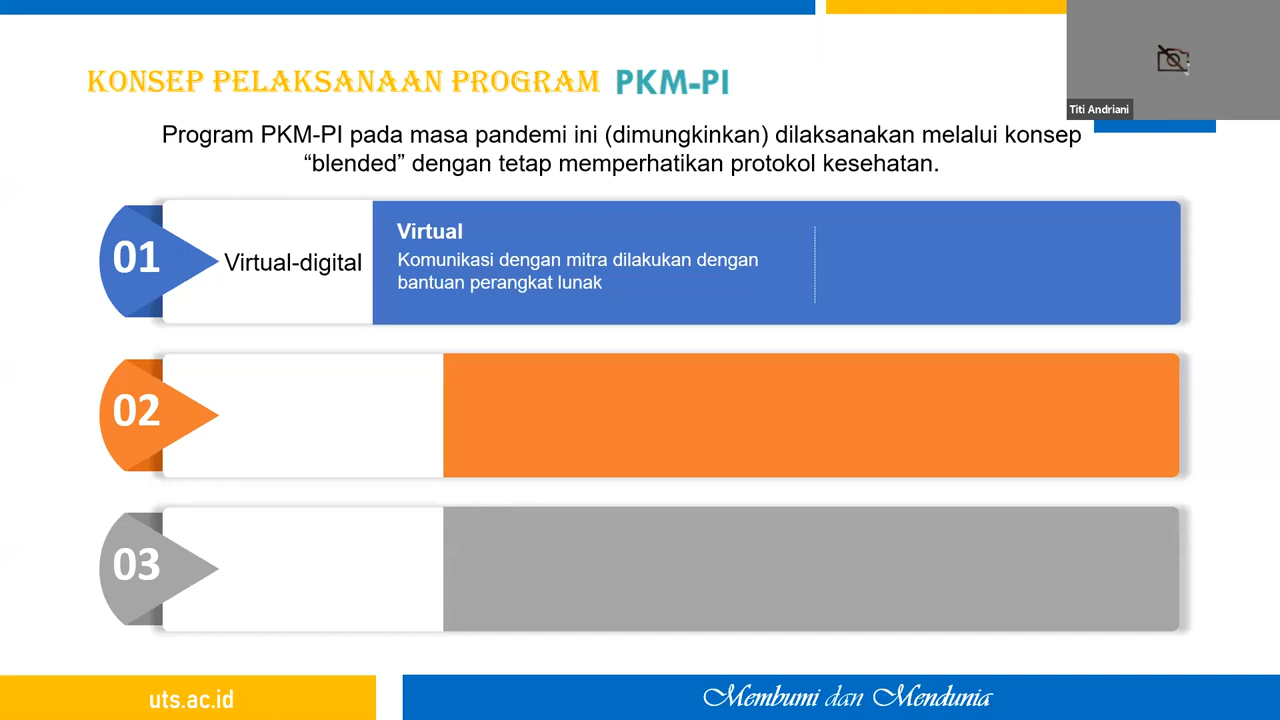 KONSEP PELAKSANAAN PROGRAM PKM-PI
Titi Andriani
Program PKM-PI pada masa pandemi ini (dimungkinkan) dilaksanakan melalui konsep
“blended” dengan tetap memperhatikan protokol kesehatan.
01
Virtual-digital
Virtual
Komunikasi dengan mitra dilakukan dengan
bantuan perangkat lunak
02
03
uts.ac.id
Membumi dan Mendunia